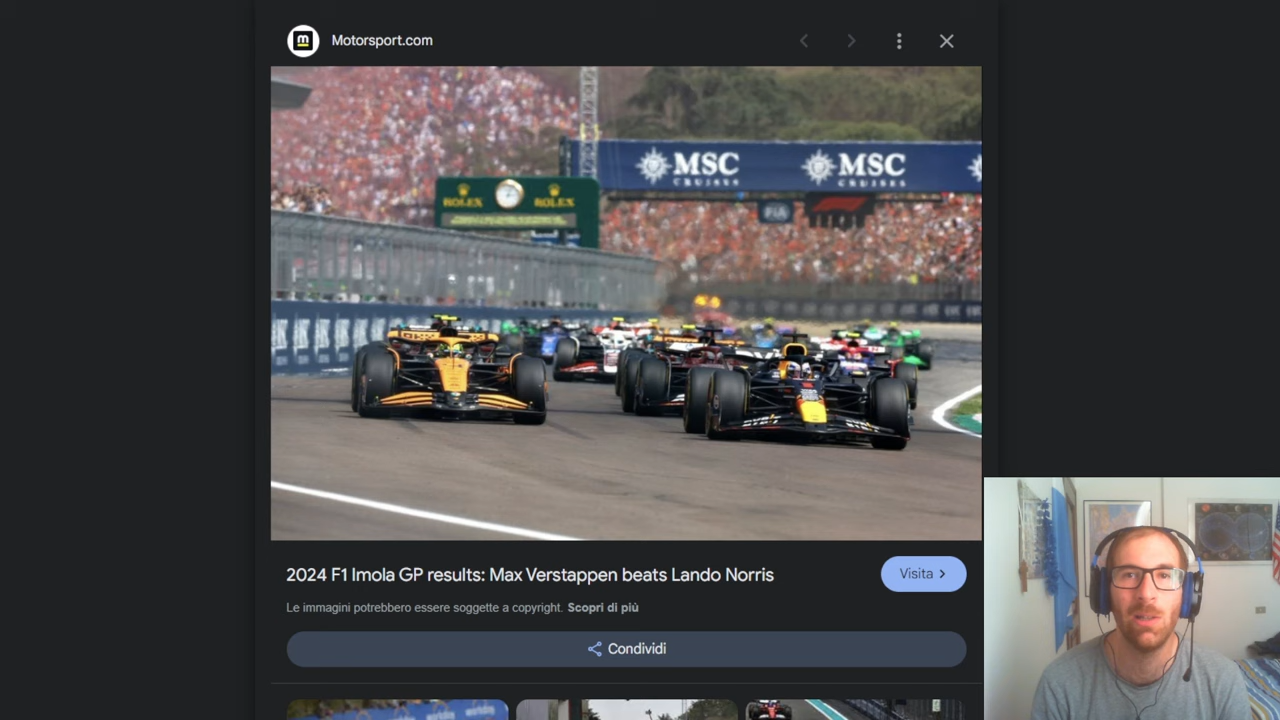 Motorsport.com
MSC MSC
CRUISES CRUISES
ROLEX ROLEX
FIA
2024 F1 Imola GP results: Max Verstappen beats Lando Norris
Visita
Le immagini potrebbero essere soggette a copyright. Scopri di più
Condividi